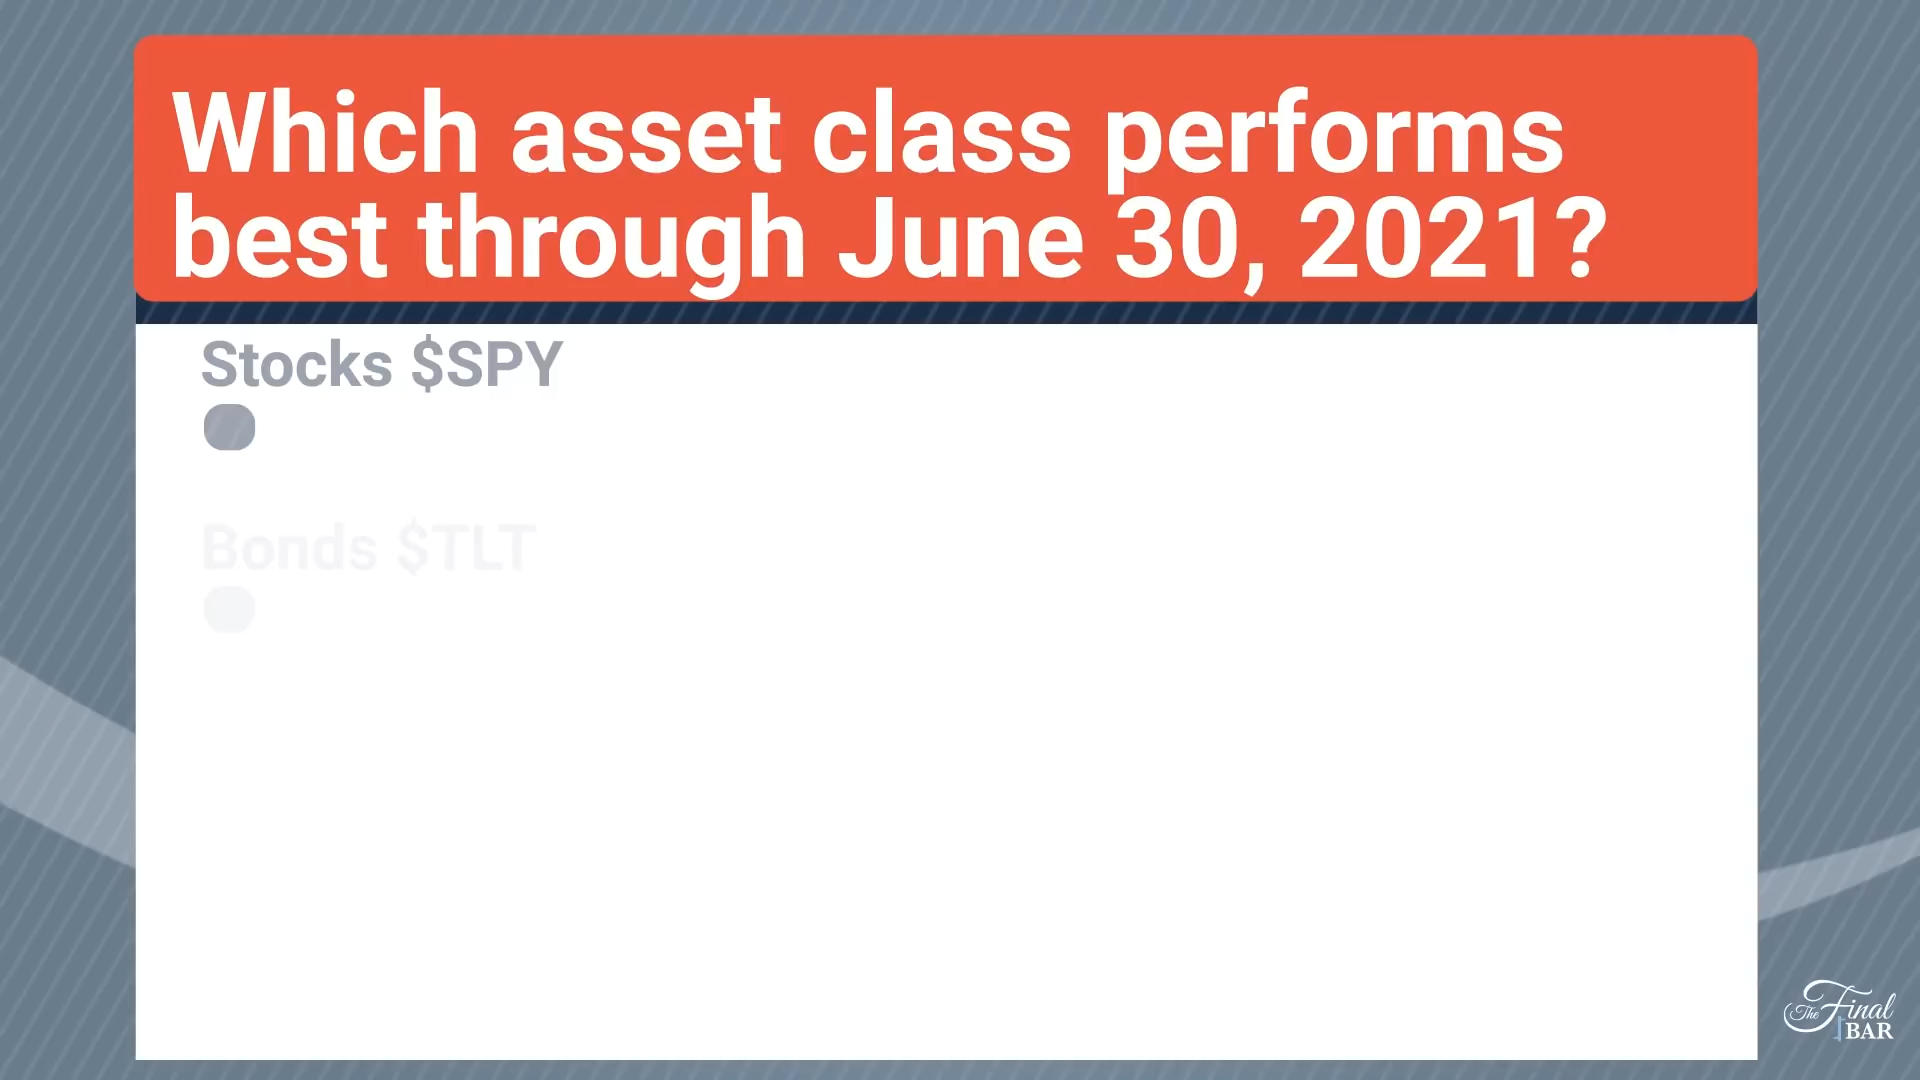 Which asset class performs
best through June 30, 2021?
Stocks $SPY
Bonds $TLT
The Final
BAR